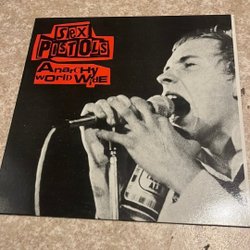 SEX
PISTOLS
ANARCHY
WORLD WIDE